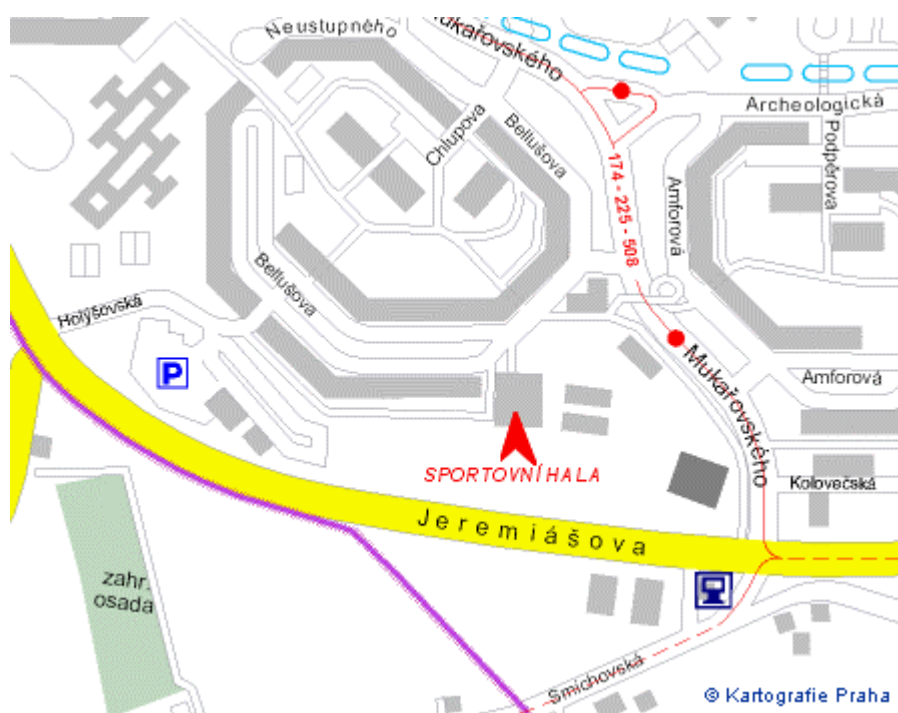 Neustupného
Mukařovského
Archeologická
Chlupova
Bellušova
174 - 225 - 508
Amforová
Podpěrova
Bellušova
Holýšovská
P
Mukařovského
Amforová
SPORTOVNÍ HALA
Kolovečská
Jeremiášova
zahr.
osada
Smichovská
© Kartografie Praha